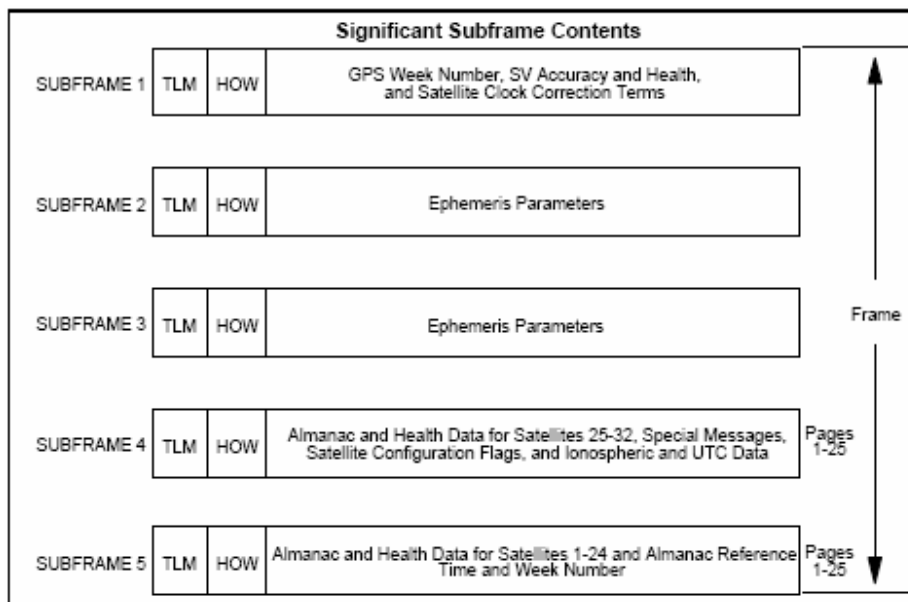 Significant Subframe Contents
SUBFRAME 1 TLM HOW GPS Week Number, SV Accuracy and Health,
and Satellite Clock Correction Terms
SUBFRAME 2 TLM HOW Ephemeris Parameters
SUBFRAME 3 TLM HOW Ephemeris Parameters
Frame
SUBFRAME 4 TLM HOW Almanac and Health Data for Satellites 25-32, Special Messages,
Satellite Configuration Flags, and Ionospheric and UTC Data
Pages
1-25
SUBFRAME 5 TLM HOW Almanac and Health Data for Satellites 1-24 and Almanac Reference
Time and Week Number
Pages
1-25